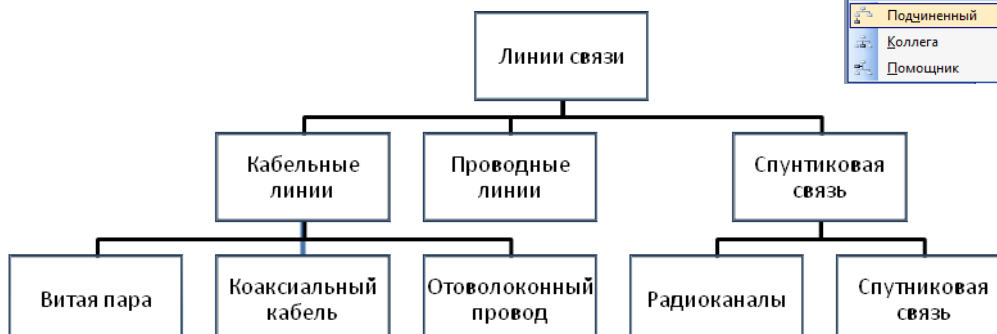 Подчиненный
Коллега
Помощник
Линии связи
Кабельные
линии
Проводные
линии
Спунтиковая
связь
Витая пара
Коаксиальный
кабель
Отоволоконный
провод
Радиоканалы
Спутниковая
связь